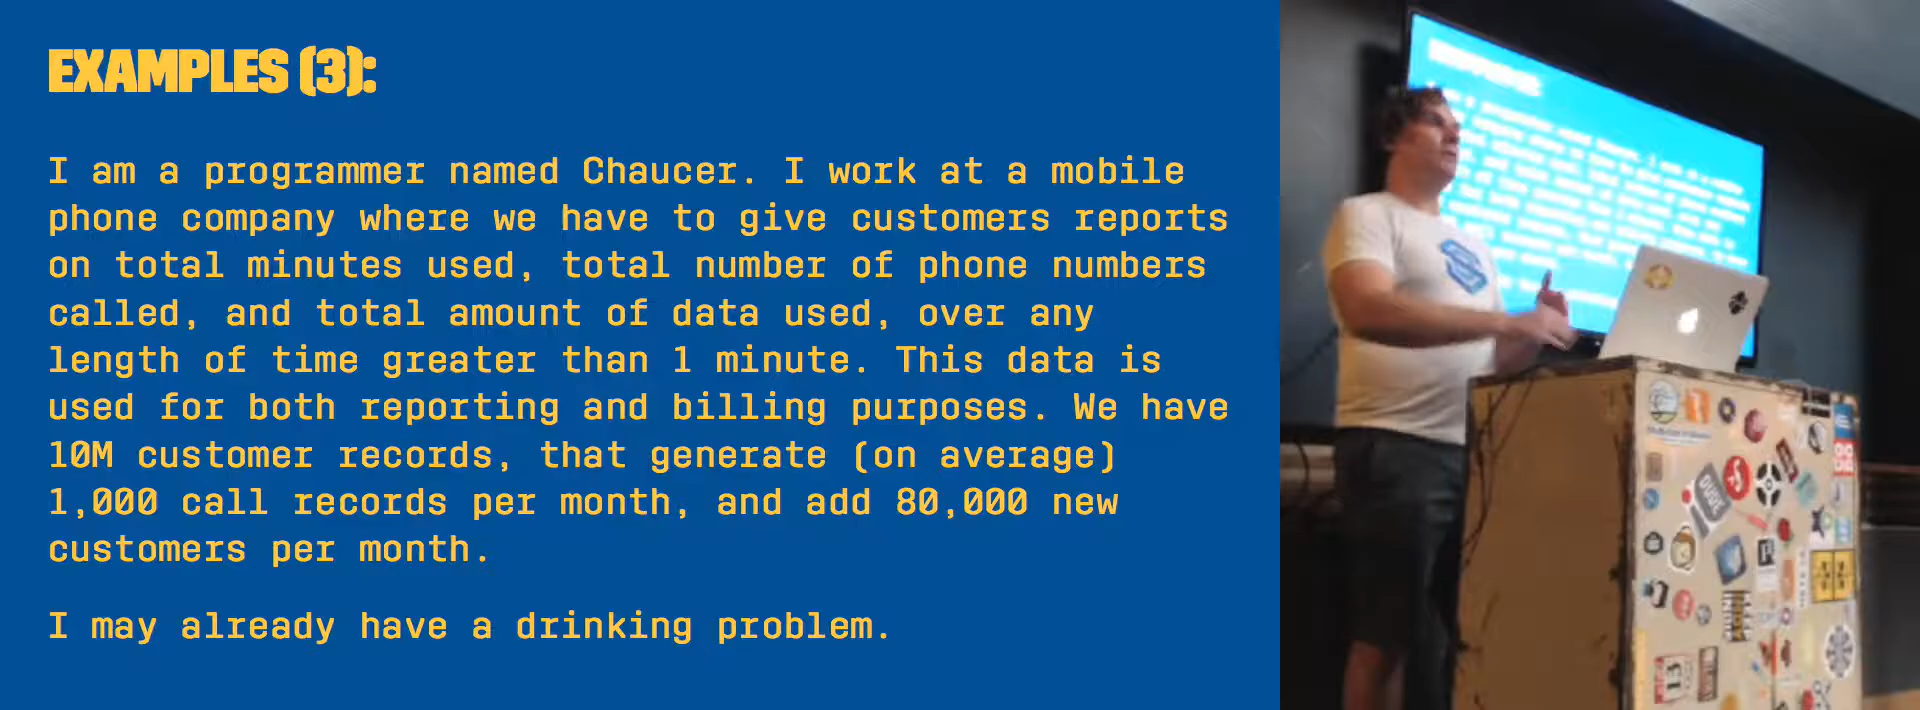 EXAMPLES (3):
I am a programmer named Chaucer. I work at a mobile
phone company where we have to give customers reports
on total minutes used, total number of phone numbers
called, and total amount of data used, over any
length of time greater than 1 minute. This data is
used for both reporting and billing purposes. We have
10M customer records, that generate (on average)
1,000 call records per month, and add 80,000 new
customers per month.
I may already have a drinking problem.
DUDE
13